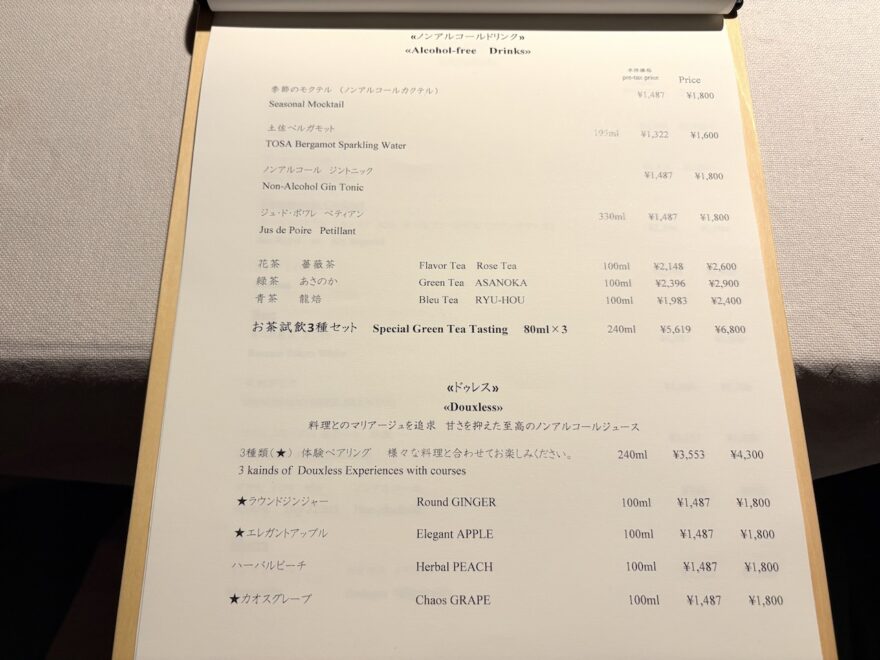 «ノンアルコールドリンク»
«Alcohol-free Drinks»
本体価格
pre-tax price Price
季節のモクテル （ノンアルコールカクテル） ¥1,487 ¥1,800
Seasonal Mocktail
土佐ベルガモット 195ml ¥1,322 ¥1,600
TOSA Bergamot Sparkling Water
ノンアルコール ジントニック ¥1,487 ¥1,800
Non-Alcohol Gin Tonic
ジュ・ド・ポワレ ペティアン 330ml ¥1,487 ¥1,800
Jus de Poire Petillant
花茶 薔薇茶 Flavor Tea Rose Tea 100ml ¥2,148 ¥2,600
緑茶 あさのか Green Tea ASANOKA 100ml ¥2,396 ¥2,900
青茶 龍焙 Bleu Tea RYU-HOU 100ml ¥1,983 ¥2,400
お茶試飲3種セット Special Green Tea Tasting 80ml×3 240ml ¥5,619 ¥6,800
«ドゥレス»
«Douxless»
料理とのマリアージュを追求 甘さを抑えた至高のノンアルコールジュース
3種類(★) 体験ペアリング 様々な料理と合わせてお楽しみください。 240ml ¥3,553 ¥4,300
3 kainds of Douxless Experiences with courses
★ラウンドジンジャー Round GINGER 100ml ¥1,487 ¥1,800
★エレガントアップル Elegant APPLE 100ml ¥1,487 ¥1,800
ハーバルピーチ Herbal PEACH 100ml ¥1,487 ¥1,800
★カオスグレープ Chaos GRAPE 100ml ¥1,487 ¥1,800